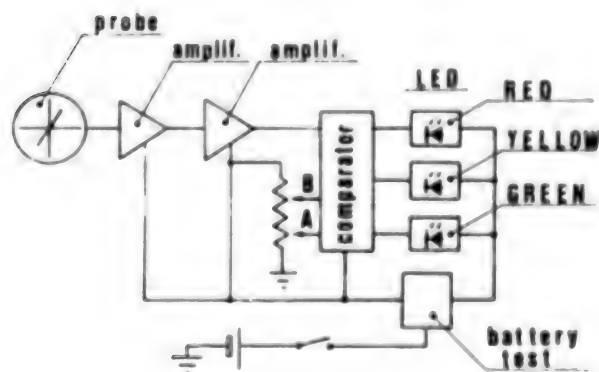 probe
amplif. amplif.
LED RED
YELLOW
GREEN
B
A
comparator
battery
test